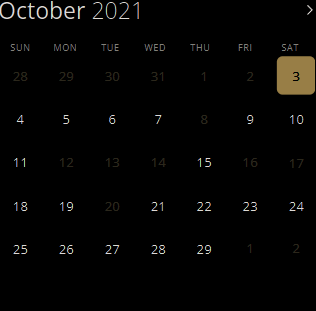 October 2021
SUN MON TUE WED THU FRI SAT
28 29 30 31 1 2 3
4 5 6 7 8 9 10
11 12 13 14 15 16 17
18 19 20 21 22 23 24
25 26 27 28 29 1 2